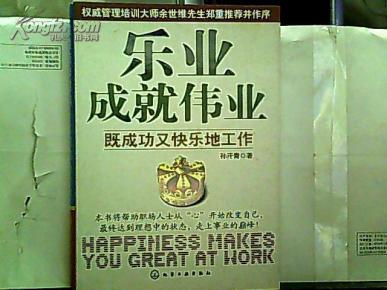 权威管理培训大师余世维先生郑重推荐并作序
乐业
成就伟业
既成功又快乐地工作
孙汗青 著
本书将帮助职场人士从“心”开始改变自己，
最终达到理想中的状态，走上事业的巅峰！
HAPPINESS MAKES
YOU GREAT AT WORK
化学工业出版社